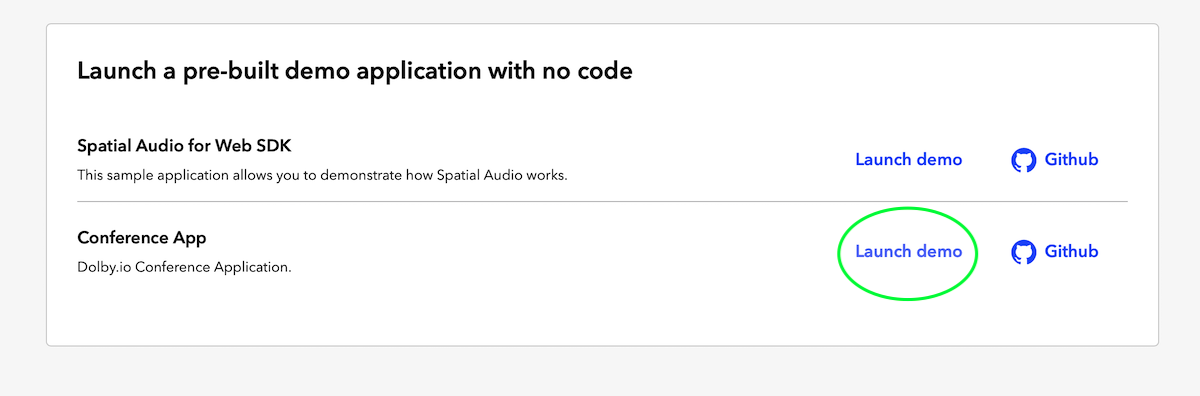 Launch a pre-built demo application with no code
Spatial Audio for Web SDK
This sample application allows you to demonstrate how Spatial Audio works.
Launch demo
Github
Conference App
Dolby.io Conference Application.
Launch demo
Github